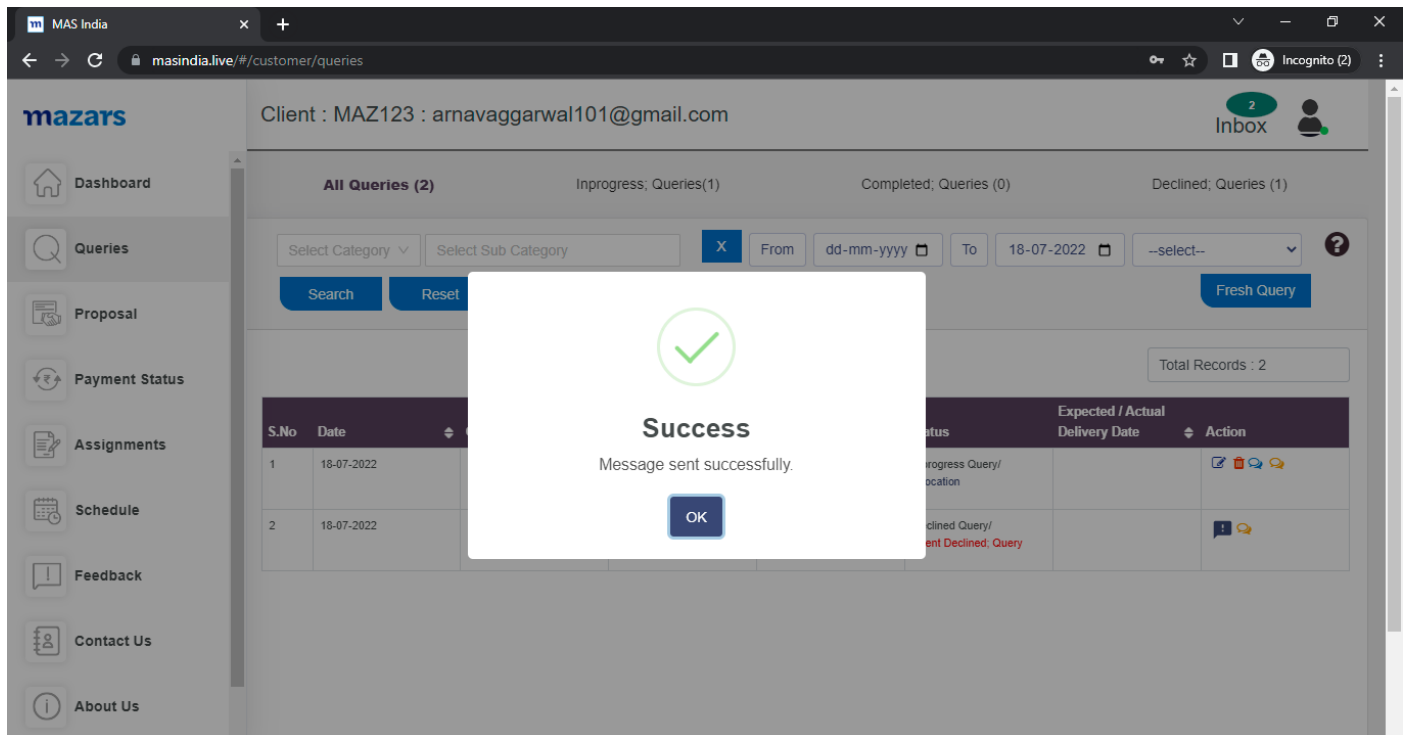 MAS India
masindia.live/#/customer/queries
Incognito (2)
mazars
Client : MAZ123 : arnavaggarwal101@gmail.com
2
Inbox
Dashboard
Queries
Proposal
Payment Status
Assignments
Schedule
Feedback
Contact Us
About Us
All Queries (2) Inprogress; Queries(1) Completed; Queries (0) Declined; Queries (1)
Select Category Select Sub Category X From dd-mm-yyyy To 18-07-2022 --select--
Search Reset Fresh Query
Total Records : 2
S.No Date Expected / Actual Delivery Date Action
1 18-07-2022 Query/
2 18-07-2022 Query/
Declined; Query
Success
Message sent successfully.
OK